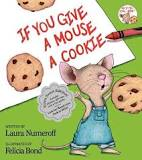 IF YOU GIVE
A MOUSE
A COOKIE
WRITTEN BY
Laura Numeroff
ILLUSTRATED BY
Felicia Bond